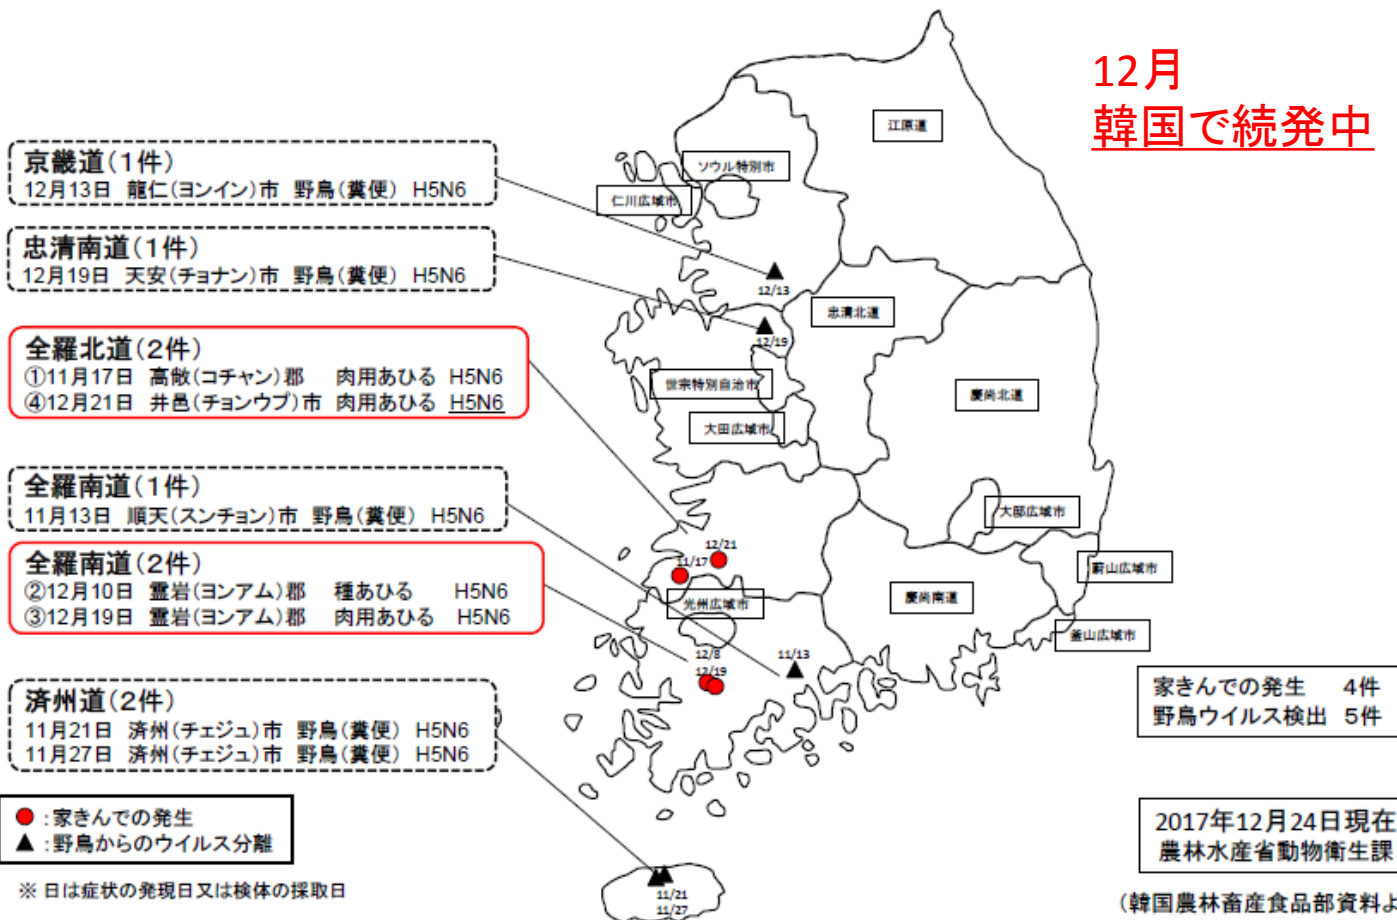 12月
韓国で続発中
京畿道(1件)
12月13日 龍仁(ヨンイン)市 野鳥(糞便) H5N6
忠清南道(1件)
12月19日 天安(チョナン)市 野鳥(糞便) H5N6
全羅北道(2件)
①11月17日 高敞(コチャン)郡 肉用あひる H5N6
④12月21日 井邑(チョンウプ)市 肉用あひる H5N6
全羅南道(1件)
11月13日 順天(スンチョン)市 野鳥(糞便) H5N6
全羅南道(2件)
②12月10日 霊岩(ヨンアム)郡 種あひる H5N6
③12月19日 霊岩(ヨンアム)郡 肉用あひる H5N6
済州道(2件)
11月21日 済州(チェジュ)市 野鳥(糞便) H5N6
11月27日 済州(チェジュ)市 野鳥(糞便) H5N6
●:家きんでの発生
▲:野鳥からのウイルス分離
※ 日は症状の発現日又は検体の採取日
江原道
ソウル特別市
仁川広域市
12/13
忠清北道
12/19
世宗特別自治市
慶尚北道
大田広域市
大邱広域市
12/21
11/17
蔚山広域市
慶尚南道
光州広域市
釜山広域市
12/8
12/19
11/13
11/21
11/27
家きんでの発生 4件
野鳥ウイルス検出 5件
2017年12月24日現在
農林水産省動物衛生課
(韓国農林畜産食品部資料よ